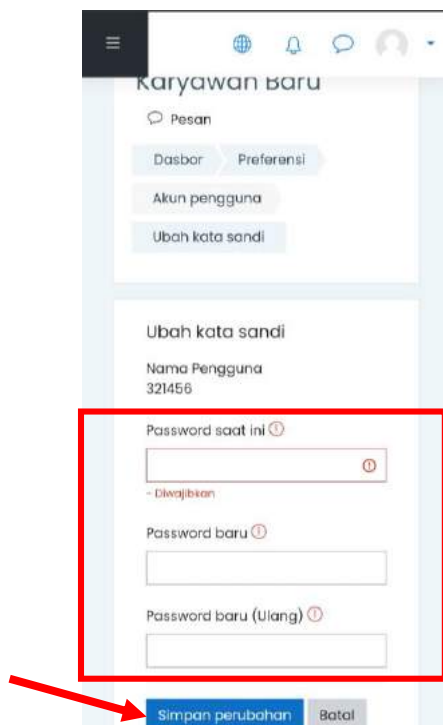 Karyawan Baru
Pesan
Dasbor Preferensi
Akun pengguna
Ubah kata sandi
Ubah kata sandi
Nama Pengguna
321456
Password saat ini
- Diwajibkan
Password baru
Password baru (Ulang)
Simpan perubahan Batal